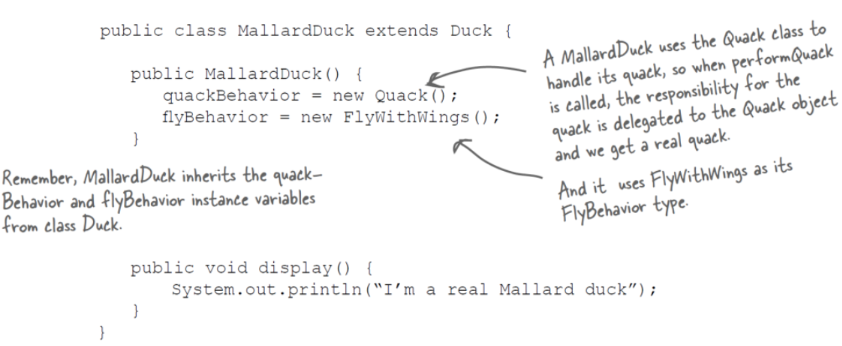 public class MallardDuck extends Duck {
public MallardDuck() {
quackBehavior = new Quack();
flyBehavior = new FlyWithWings();
}
A MallardDuck uses the Quack class to
handle its quack, so when performQuack
is called, the responsibility for the
quack is delegated to the Quack object
and we get a real quack.
And it uses FlyWithWings as its
FlyBehavior type.
Remember, MallardDuck inherits the quack-
Behavior and flyBehavior instance variables
from class Duck.
public void display() {
System.out.println(“I’m a real Mallard duck”);
}
}